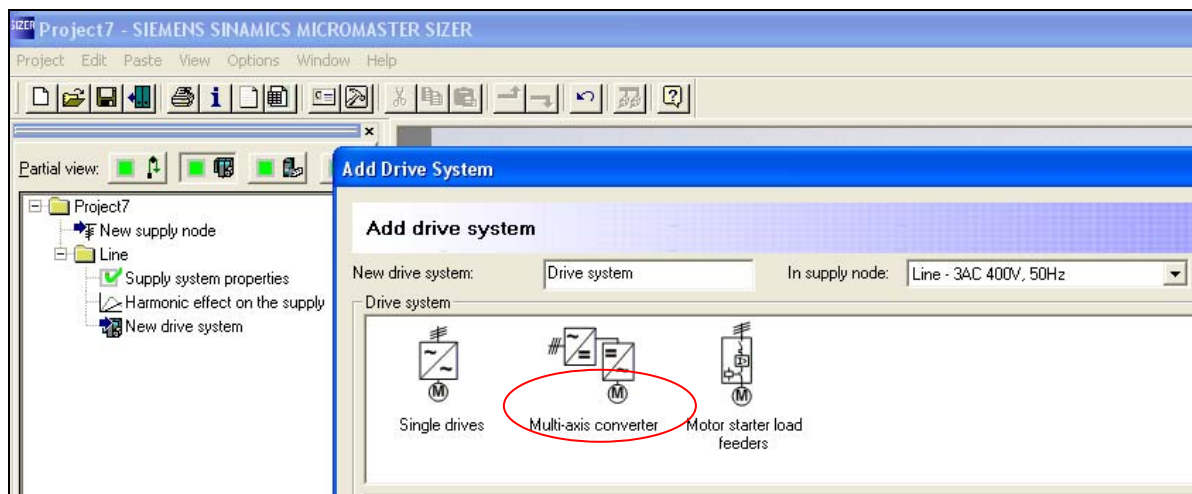 SIZER Project7 - SIEMENS SINAMICS MICROMASTER SIZER
Project Edit Paste View Options Window Help
Partial view:
Project7
New supply node
Line
Supply system properties
Harmonic effect on the supply
New drive system
Add Drive System
Add drive system
New drive system: Drive system In supply node: Line - 3AC 400V, 50Hz
Drive system
M M M
Single drives Multi-axis converter Motor starter load
feeders